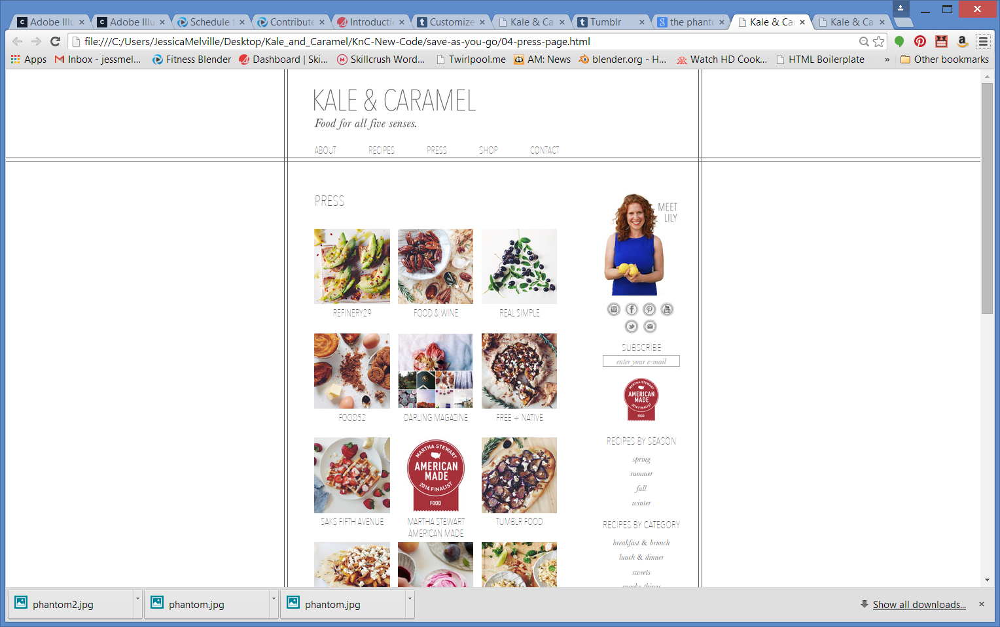 Adobe Illu
Adobe Illu
Schedule f
Contribute
Introductio
Customize
Kale & Ca
Tumblr
the phant
Kale & Ca
Kale & Ca
file:///C:/Users/JessicaMelville/Desktop/Kale_and_Caramel/KnC-New-Code/save-as-you-go/04-press-page.html
Apps
Inbox - jessmel...
Fitness Blender
Dashboard | Ski...
Skillcrush Word...
Twirlpool.me
AM: News
blender.org - H...
Watch HD Cook...
HTML Boilerplate
»
Other bookmarks
KALE & CARAMEL
Food for all five senses.
ABOUT RECIPES PRESS SHOP CONTACT
PRESS
REFINERY29 FOOD & WINE REAL SIMPLE
FOOD52 DARLING MAGAZINE FREE + NATIVE
MARTHA STEWART
AMERICAN
MADE
2014 FINALIST
FOOD
SAKS FIFTH AVENUE
MARTHA STEWART
AMERICAN MADE
TUMBLR FOOD
MEET
LILY
SUBSCRIBE
enter your e-mail
MARTHA STEWART
AMERICAN
MADE
2014 FINALIST
FOOD
RECIPES BY SEASON
spring
summer
fall
winter
RECIPES BY CATEGORY
breakfast & brunch
lunch & dinner
sweets
snacky things
phantom2.jpg
phantom.jpg
phantom.jpg
Show all downloads...